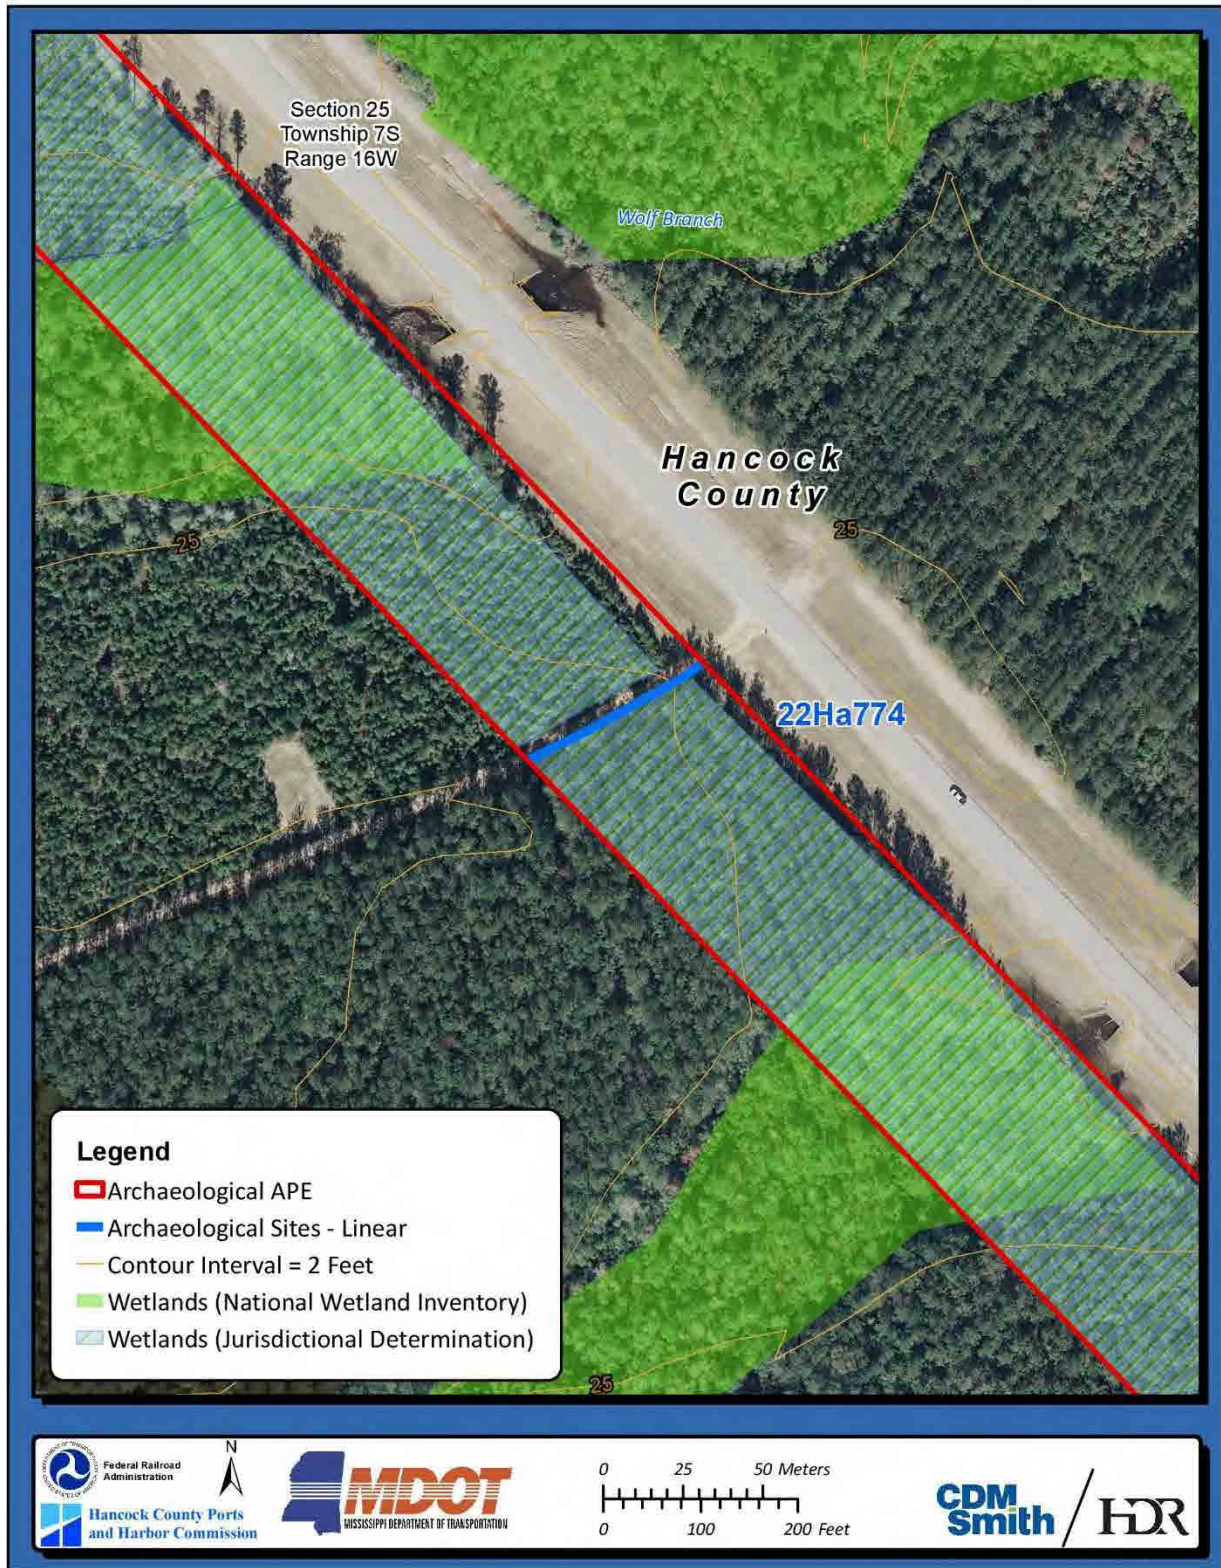 Section 25
Township 7S
Range 16W
Wolf Branch
Hancock
County
25
25
22Ha774
Legend
Archaeological APE
Archaeological Sites - Linear
Contour Interval = 2 Feet
Wetlands (National Wetland Inventory)
Wetlands (Jurisdictional Determination)
25
Federal Railroad
Administration
Hancock County Ports
and Harbor Commission
N
MDOT
MISSISSIPPI DEPARTMENT OF TRANSPORTATION
0 25 50 Meters
0 100 200 Feet
CDM
Smith
HDR